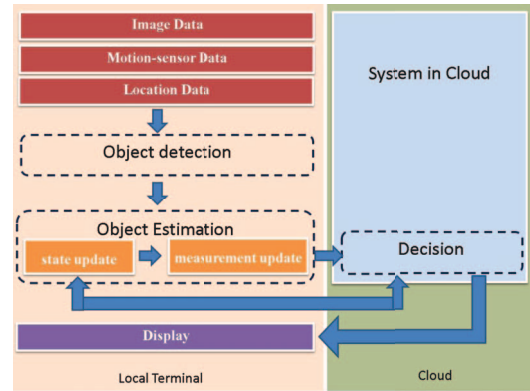 Image Data
Motion-sensor Data
Location Data
System in Cloud
Object detection
Object Estimation
state update
measurement update
Decision
Display
Local Terminal
Cloud